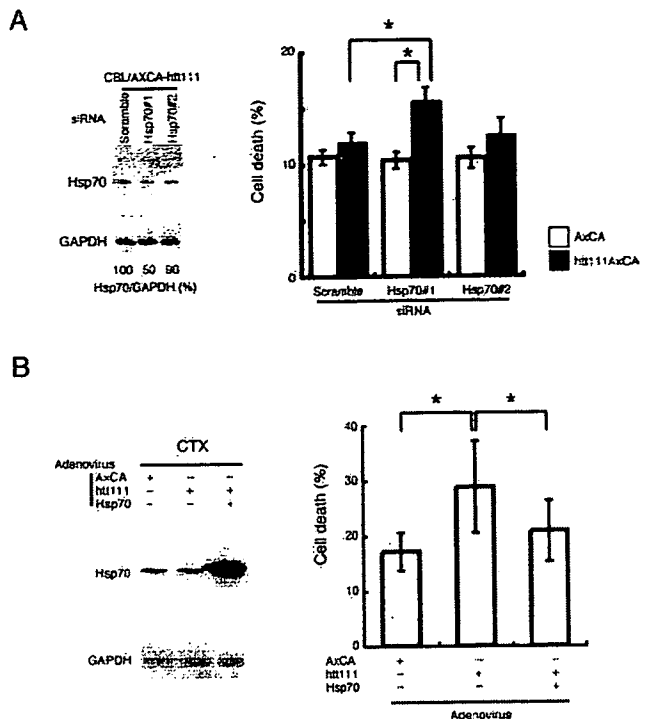 A
CBL/AXCA-htt111
siRNA
Scramble
Hsp70#1
Hsp70#2
Hsp70
GAPDH
100 50 90
Hsp70/GAPDH (%)
*
*
20
10
0
Cell death (%)
Scramble Hsp70#1 Hsp70#2
siRNA
AxCA
htt111AxCA
B
CTX
Adenovirus
AxCA + − −
htt111 − + +
Hsp70 − − +
Hsp70
GAPDH
* *
40
30
20
10
0
Cell death (%)
AxCA + − −
htt111 − + +
Hsp70 − − +
Adenovirus